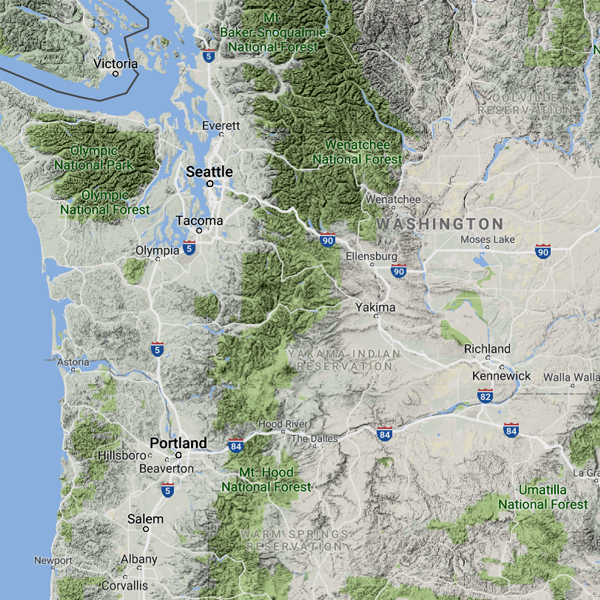 Mt.
Baker-Snoqualmie
National Forest
5
Victoria
COLVILLE
RESERVATION
Everett
Olympic
National Park
Wenatchee
National Forest
Seattle
Olympic
National Forest
Wenatchee
Tacoma
WASHINGTON
90
Moses Lake
Olympia
5
Ellensburg
90
90
Yakima
5
Astoria
YAKAMA INDIAN
RESERVATION
Richland
Kennewick
Walla Walla
82
Hood River
84
84
Portland
84
The Dalles
Hillsboro
Beaverton
Mt. Hood
National Forest
La Gra
5
Umatilla
National Forest
Salem
WARM SPRINGS
RESERVATION
Newport
Albany
Corvallis